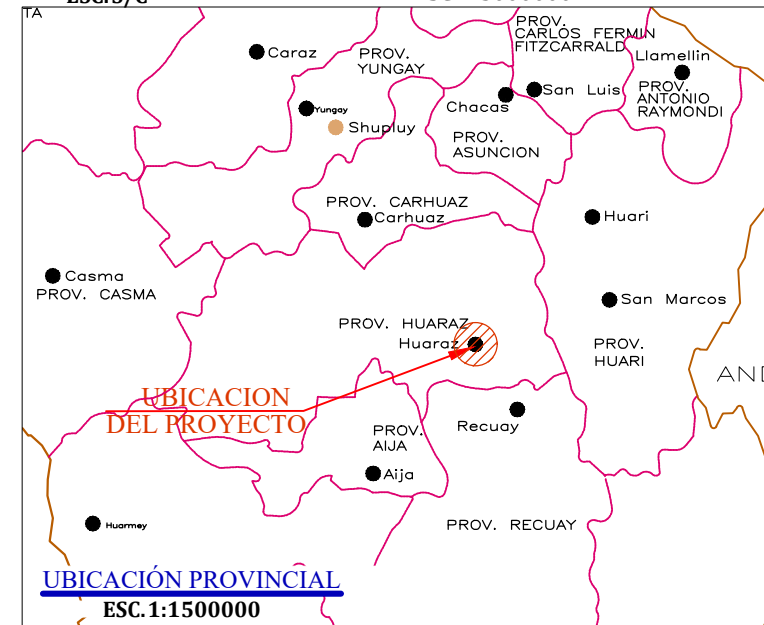 TA
PROV.
CARLOS FERMIN
FITZCARRALD
Llamellin
Caraz
PROV.
YUNGAY
San Luis
Chacas
PROV.
ANTONIO
RAYMONDI
Yungay
Shupluy
PROV.
ASUNCION
PROV. CARHUAZ
Carhuaz
Huari
Casma
PROV. CASMA
San Marcos
PROV. HUARAZ
Huaraz
PROV.
HUARI
AND
UBICACION
DEL PROYECTO
Recuay
PROV.
AIJA
Aija
Huarmey
PROV. RECUAY
UBICACIÓN PROVINCIAL
ESC.1:1500000